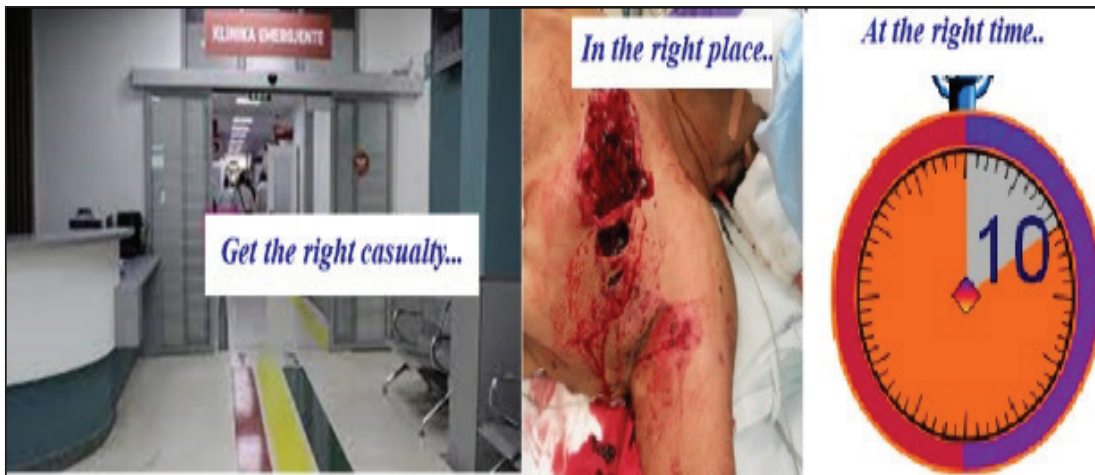 KLINIKA EMERGJENTE
Get the right casualty...
In the right place..
At the right time..
10